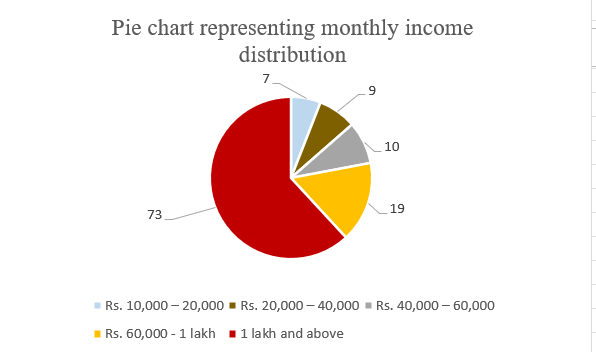 Pie chart representing monthly income
distribution
7
9
10
19
73
Rs. 10,000 – 20,000 Rs. 20,000 – 40,000 Rs. 40,000 – 60,000
Rs. 60,000 - 1 lakh 1 lakh and above